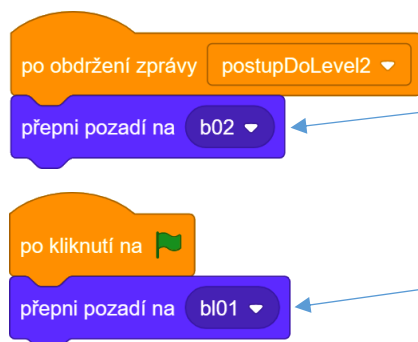 po obdržení zprávy postupDoLevel2
přepni pozadí na b02
po kliknutí na
přepni pozadí na bl01